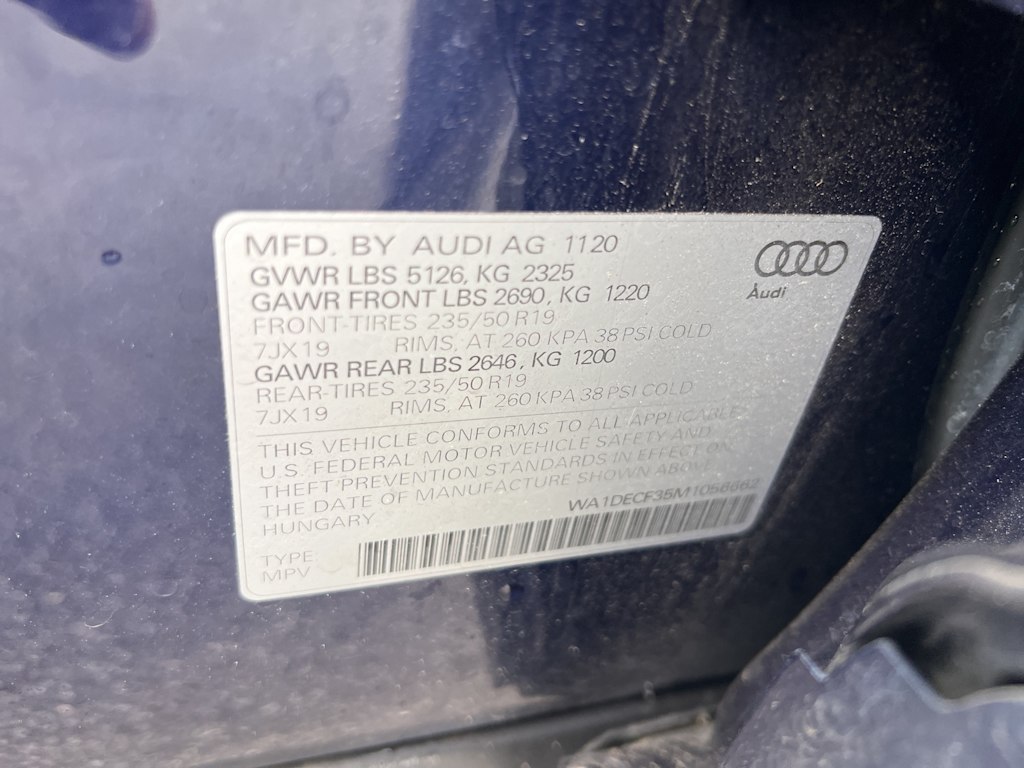 MFD. BY AUDI AG 1120
GVWR LBS 5126, KG 2325
GAWR FRONT LBS 2690, KG 1220
FRONT-TIRES 235/50 R19
7JX19 RIMS, AT 260 KPA 38 PSI COLD
GAWR REAR LBS 2646, KG 1200
REAR-TIRES 235/50 R19
7JX19 RIMS, AT 260 KPA 38 PSI COLD
Audi
THIS VEHICLE CONFORMS TO ALL APPLICABLE
U.S. FEDERAL MOTOR VEHICLE SAFETY AND
THEFT PREVENTION STANDARDS IN EFFECT ON
THE DATE OF MANUFACTURE SHOWN ABOVE
HUNGARY
TYPE:
MPV